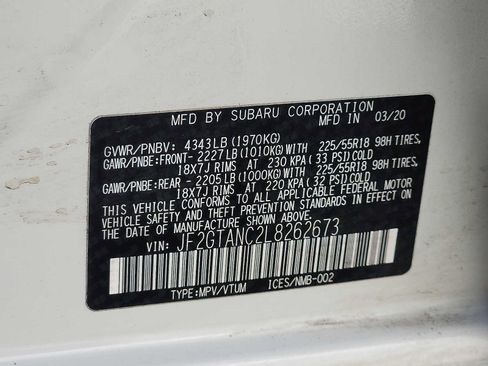 MFD BY SUBARU CORPORATION
MFD IN 03/20
GVWR/PNBV: 4343LB (1970KG)
GAWR/PNBE:FRONT- 2227LB (1010KG)WITH 225/55R18 98H TIRES,
18X7J RIMS AT 230 KPA (33 PSI)COLD
GAWR/PNBE:REAR - 2205LB (1000KG)WITH 225/55R18 98H TIRES,
18X7J RIMS AT 220 KPA (32 PSI)COLD
THIS VEHICLE CONFORMS TO ALL APPLICABLE FEDERAL MOTOR
VEHICLE SAFETY STANDARDS IN EFFECT ON
THE DATE OF MANUFACTURE SHOWN ABOVE.
VIN: JF2GTANC2L8262673
TYPE:MPV/VTUM ICES/NMB-002